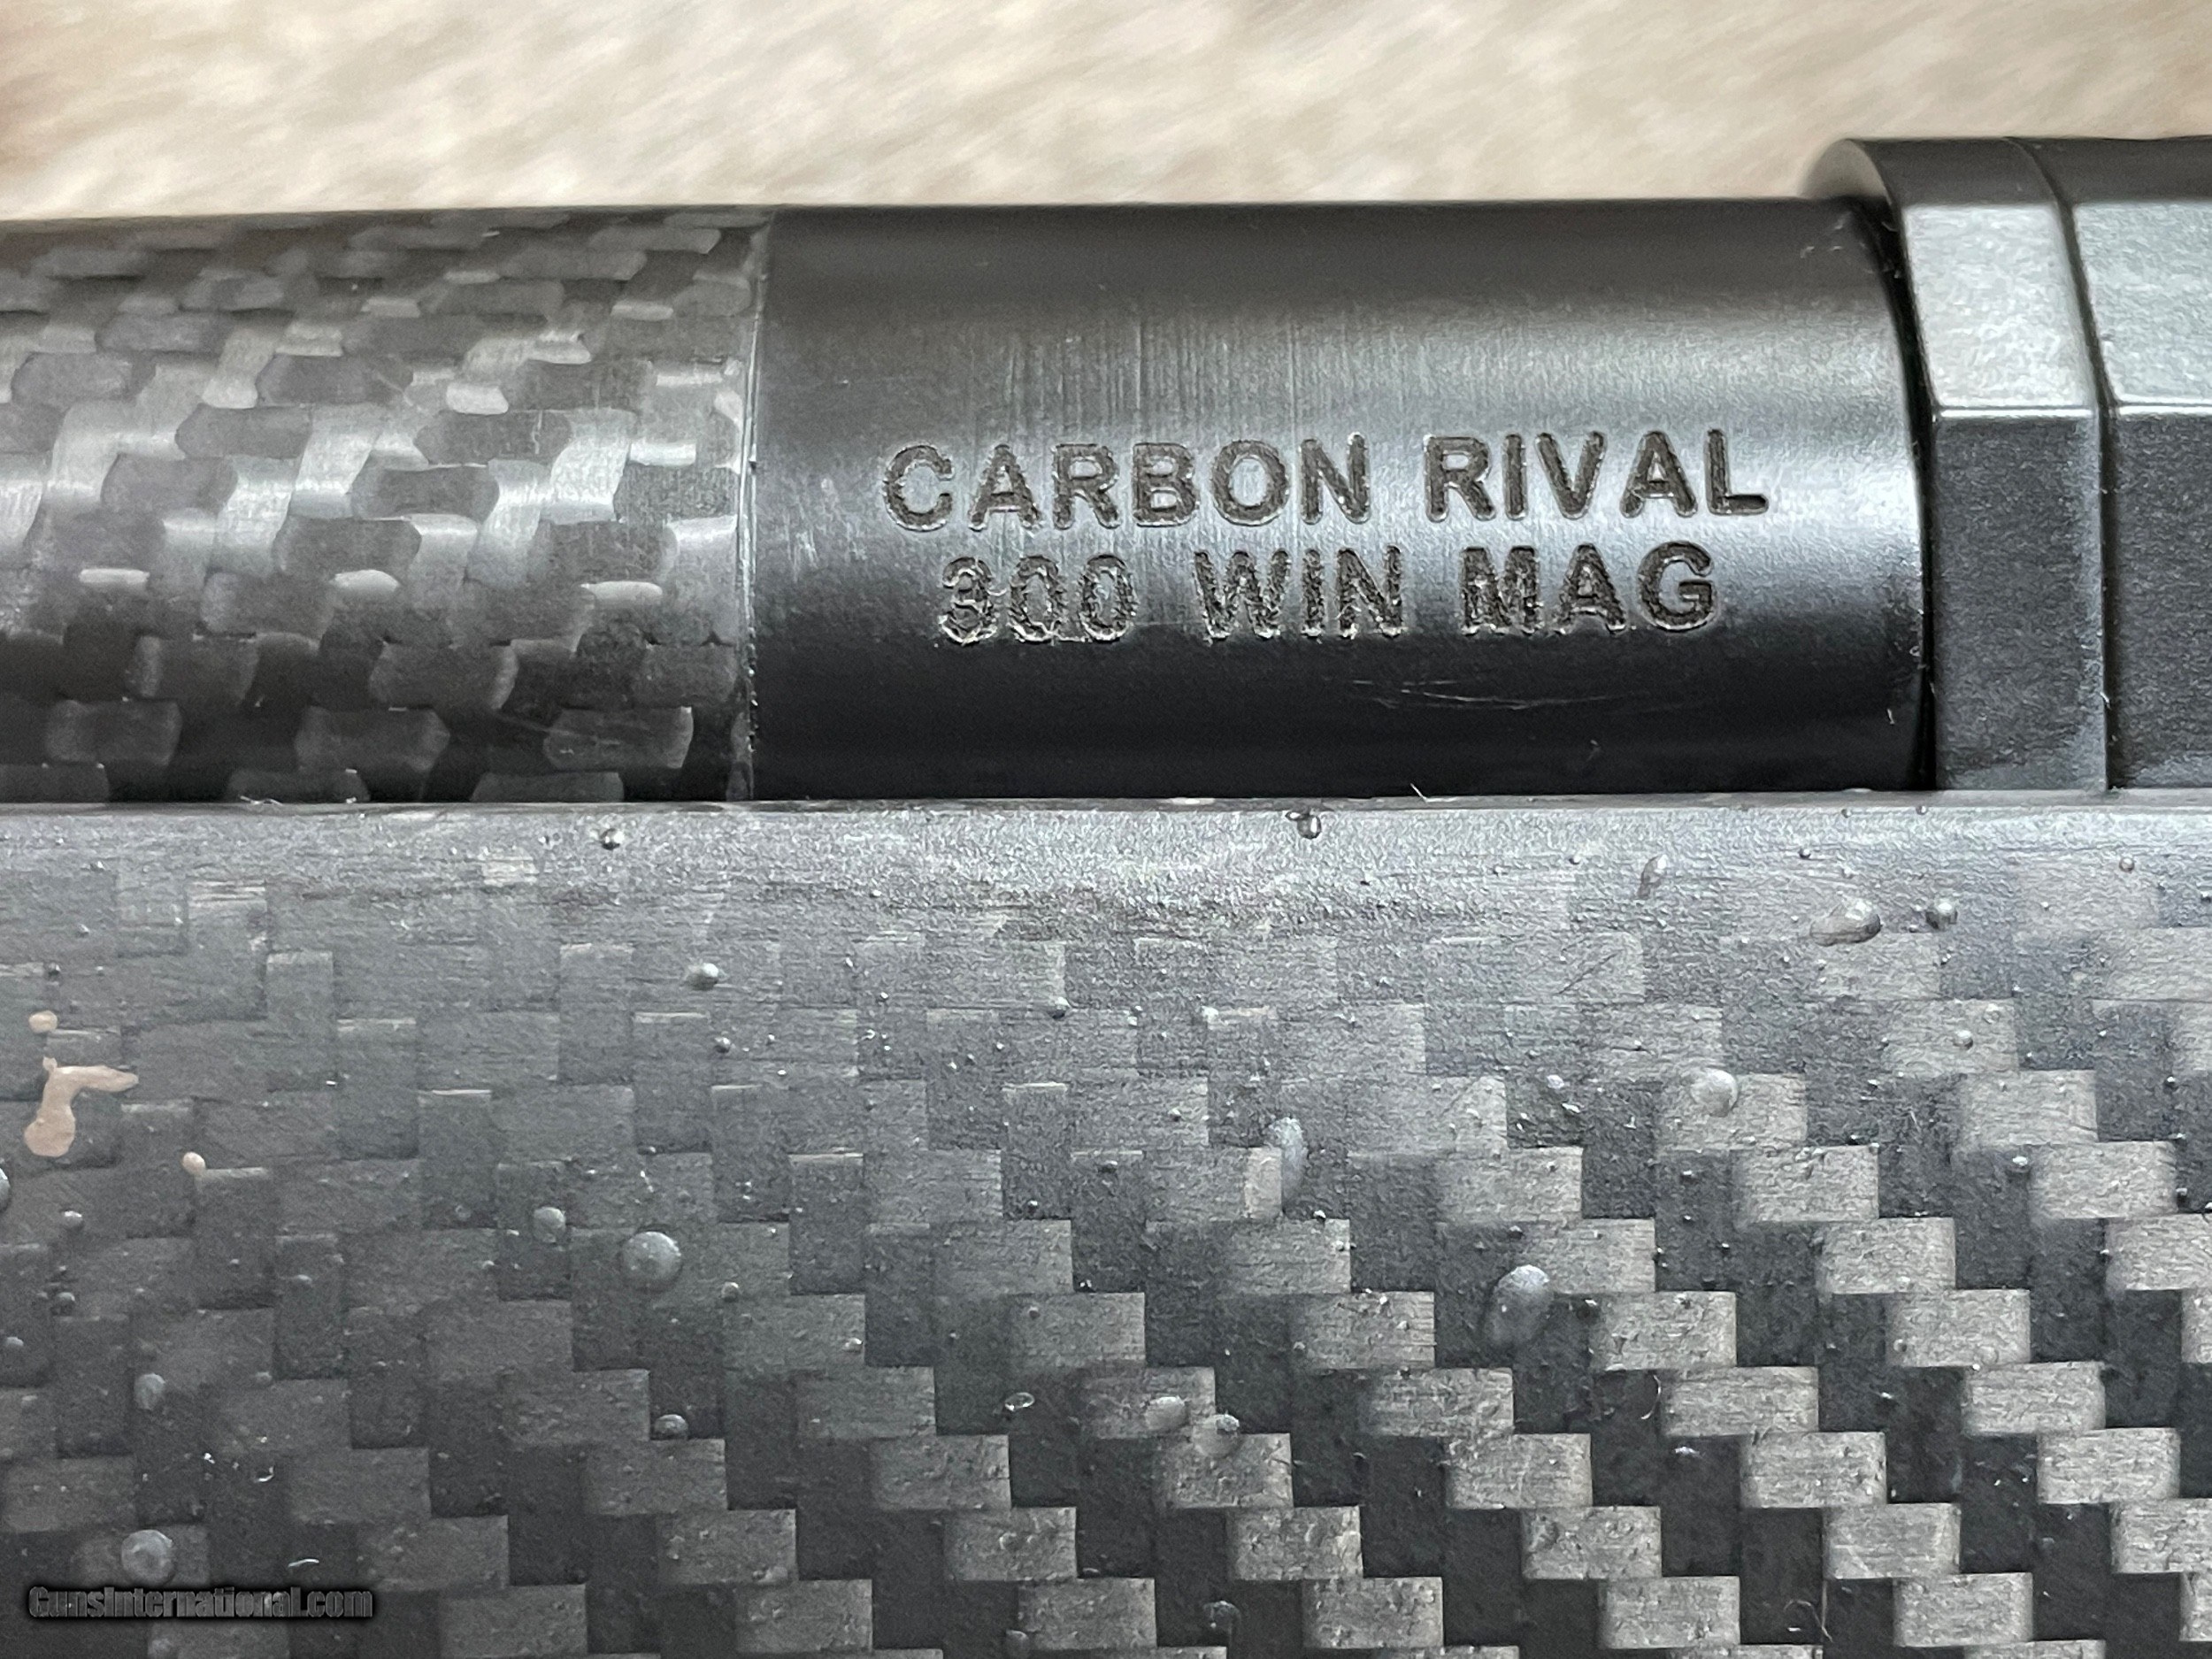 CARBON RIVAL
300 WIN MAG
GunsInternational.com